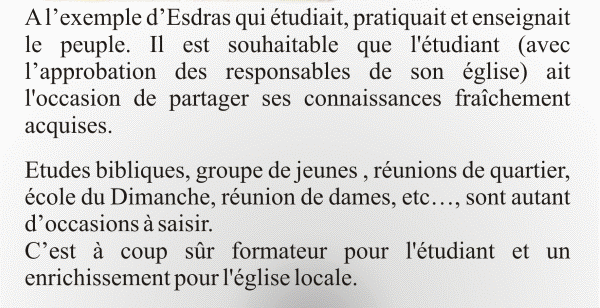 A l'exemple d'Esdras qui étudiait, pratiquait et enseignait
le peuple. Il est souhaitable que l'étudiant (avec
l'approbation des responsables de son église) ait
l'occasion de partager ses connaissances fraîchement
acquises.
Etudes bibliques, groupe de jeunes , réunions de quartier,
école du Dimanche, réunion de dames, etc…, sont autant
d'occasions à saisir.
C'est à coup sûr formateur pour l'étudiant et un
enrichissement pour l'église locale.